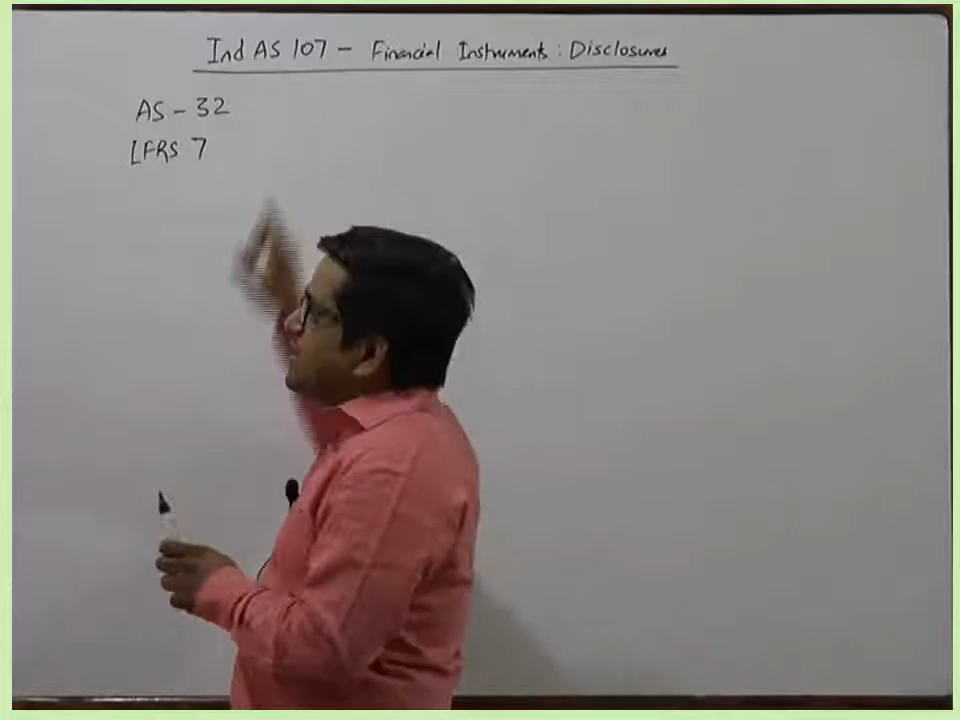 Ind AS 107 - Financial Instruments : Disclosures
AS - 32
IFRS 7